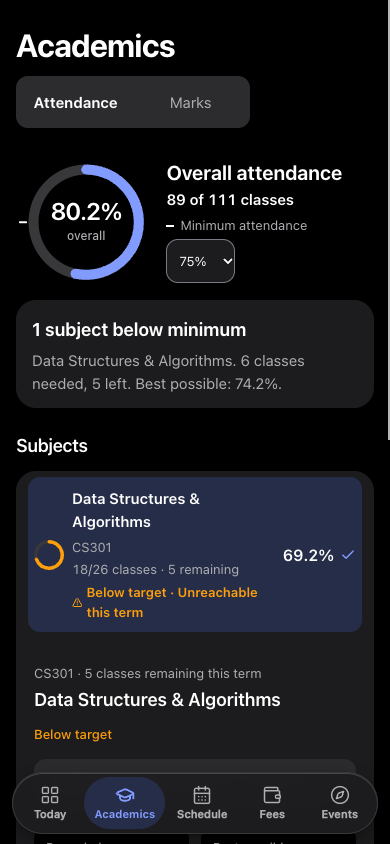 Academics
Attendance
Marks
80.2%
overall
Overall attendance
89 of 111 classes
Minimum attendance
75%
1 subject below minimum
Data Structures & Algorithms. 6 classes
needed, 5 left. Best possible: 74.2%.
Subjects
Data Structures &
Algorithms
CS301
18/26 classes · 5 remaining
Below target · Unreachable
this term
69.2%
CS301 · 5 classes remaining this term
Data Structures & Algorithms
Below target
Today
Academics
Schedule
Fees
Events